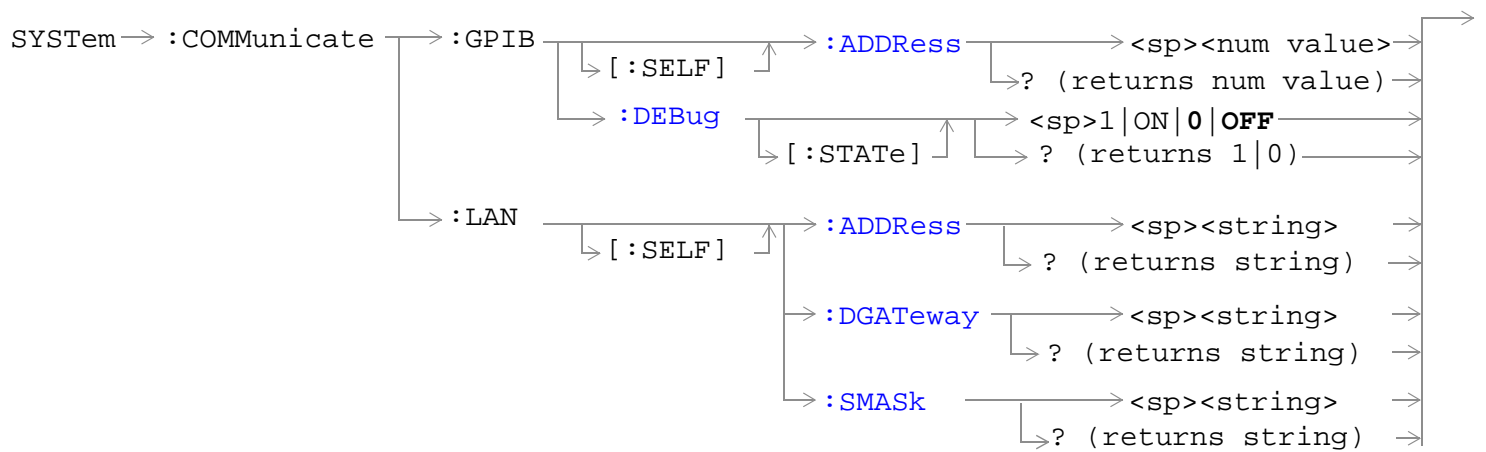 SYSTem :COMMunicate :GPIB :ADDRess <sp><num value>
[:SELF] ? (returns num value)
:DEBug <sp>1|ON|0|OFF
[:STATe] ? (returns 1|0)
:LAN :ADDRess <sp><string>
[:SELF] ? (returns string)
:DGATeway <sp><string>
? (returns string)
:SMASk <sp><string>
? (returns string)